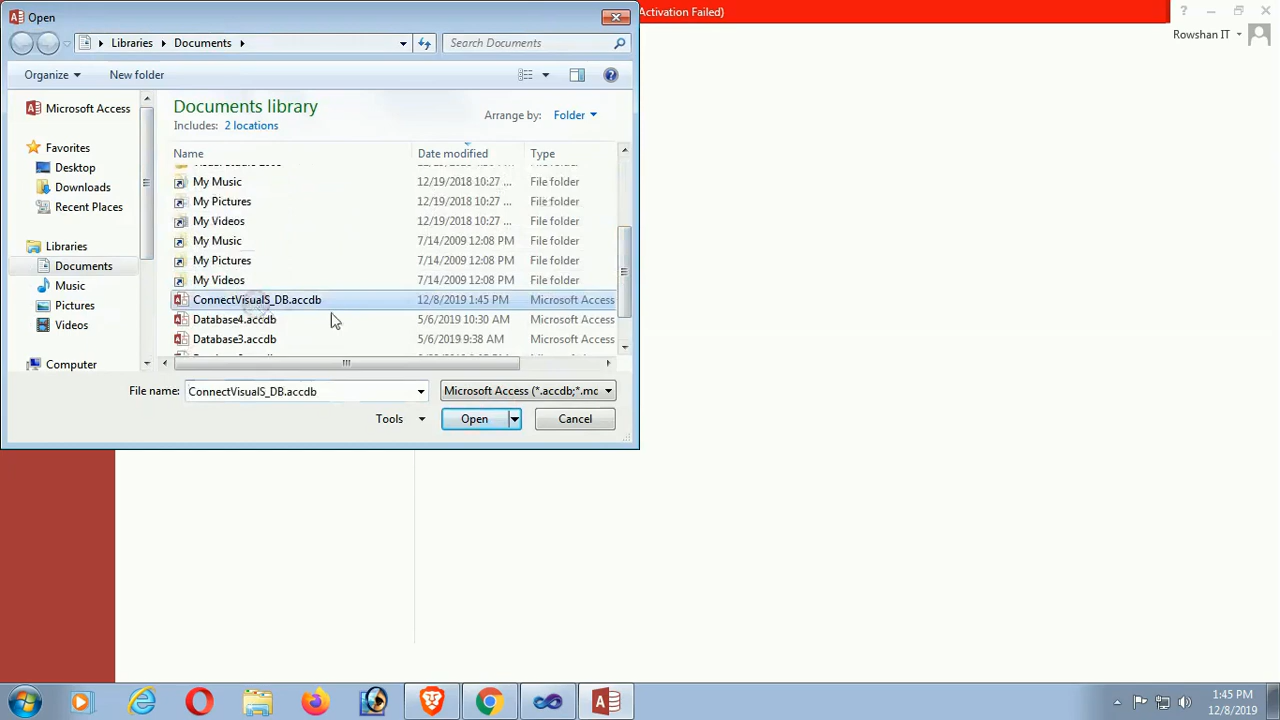 Open
Activation Failed)
?
Rowshan IT
Libraries Documents
Search Documents
Organize New folder
Microsoft Access
Favorites
Desktop
Downloads
Recent Places
Libraries
Documents
Music
Pictures
Videos
Computer
Documents library
Includes: 2 locations
Arrange by: Folder
Name Date modified Type
My Music 12/19/2018 10:27 ... File folder
My Pictures 12/19/2018 10:27 ... File folder
My Videos 12/19/2018 10:27 ... File folder
My Music 7/14/2009 12:08 PM File folder
My Pictures 7/14/2009 12:08 PM File folder
My Videos 7/14/2009 12:08 PM File folder
ConnectVisualS_DB.accdb 12/8/2019 1:45 PM Microsoft Access
Database4.accdb 5/6/2019 10:30 AM Microsoft Access
Database3.accdb 5/6/2019 9:38 AM Microsoft Access
File name: ConnectVisualS_DB.accdb Microsoft Access (*.accdb;*.mc
Tools Open Cancel
1:45 PM
12/8/2019